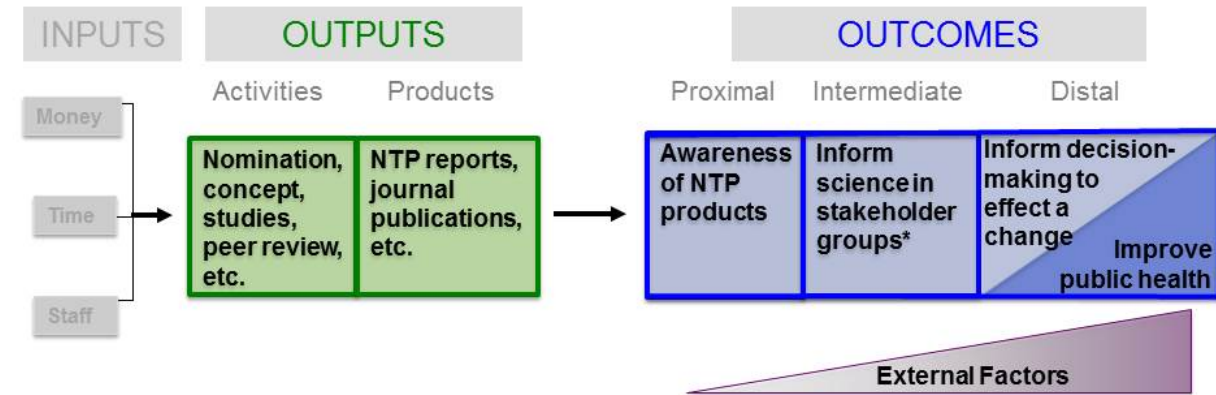 INPUTS
OUTPUTS
OUTCOMES
Activities
Products
Proximal
Intermediate
Distal
Money
Time
Staff
Nomination,
concept,
studies,
peer review,
etc.
NTP reports,
journal
publications,
etc.
Awareness
of NTP
products
Inform
science in
stakeholder
groups*
Inform decision-
making to
effect a
change
Improve
public health
External Factors